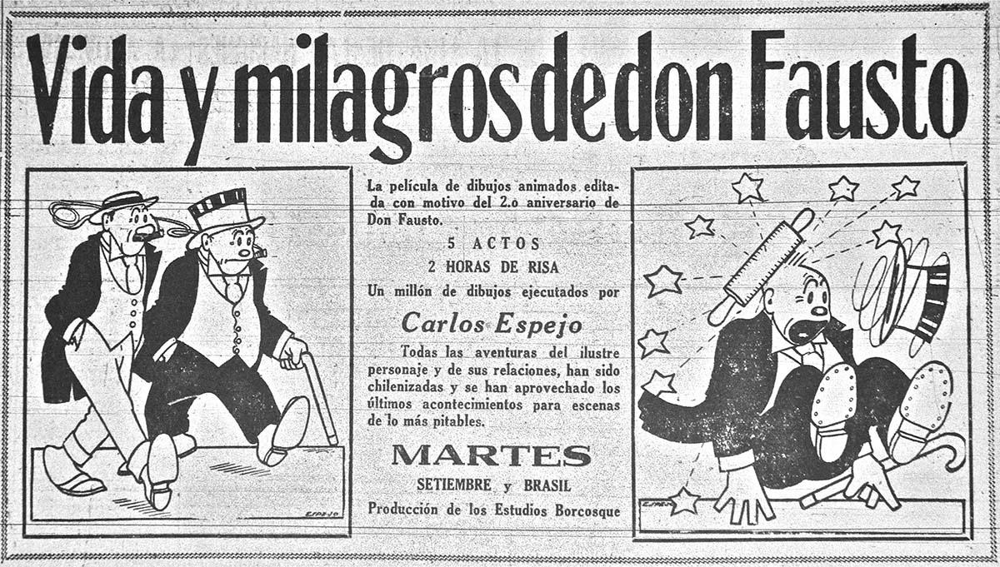 Vida y milagros de don Fausto
La película de dibujos animados edita-
da con motivo del 2.o aniversario de
Don Fausto.
5 ACTOS
2 HORAS DE RISA
Un millón de dibujos ejecutados por
Carlos Espejo
Todas las aventuras del ilustre
personaje y de sus relaciones, han sido
chilenizadas y se han aprovechado los
últimos acontecimientos para escenas
de lo más pitables.
MARTES
SETIEMBRE y BRASIL
Producción de los Estudios Borcosque
ESPEJO
ESPEJO